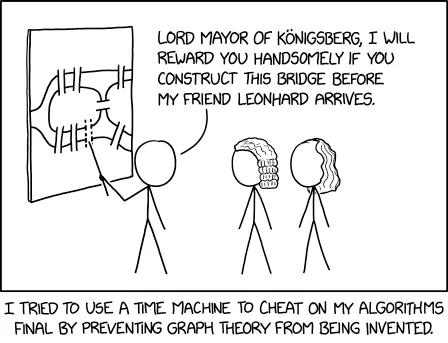 LORD MAYOR OF KÖNIGSBERG, I WILL
REWARD YOU HANDSOMELY IF YOU
CONSTRUCT THIS BRIDGE BEFORE
MY FRIEND LEONHARD ARRIVES.
I TRIED TO USE A TIME MACHINE TO CHEAT ON MY ALGORITHMS
FINAL BY PREVENTING GRAPH THEORY FROM BEING INVENTED.